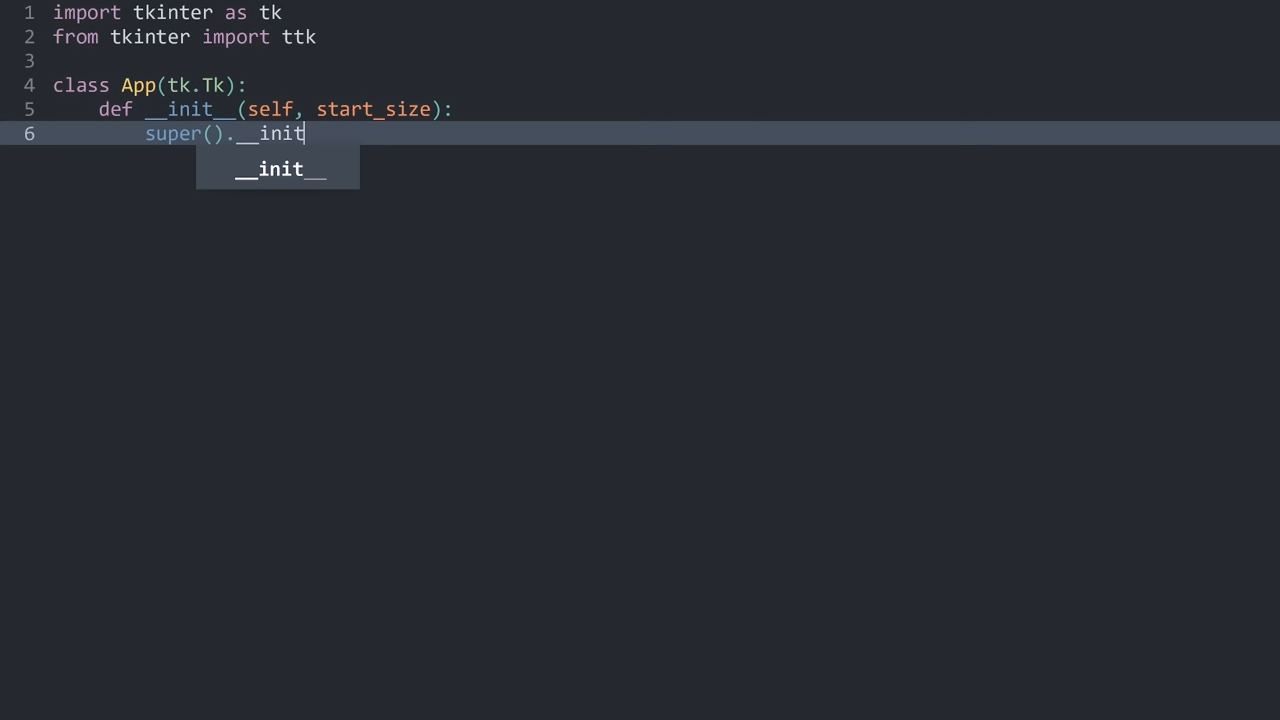 1 import tkinter as tk
2 from tkinter import ttk
3
4 class App(tk.Tk):
5     def __init__(self, start_size):
6         super().__init
__init__